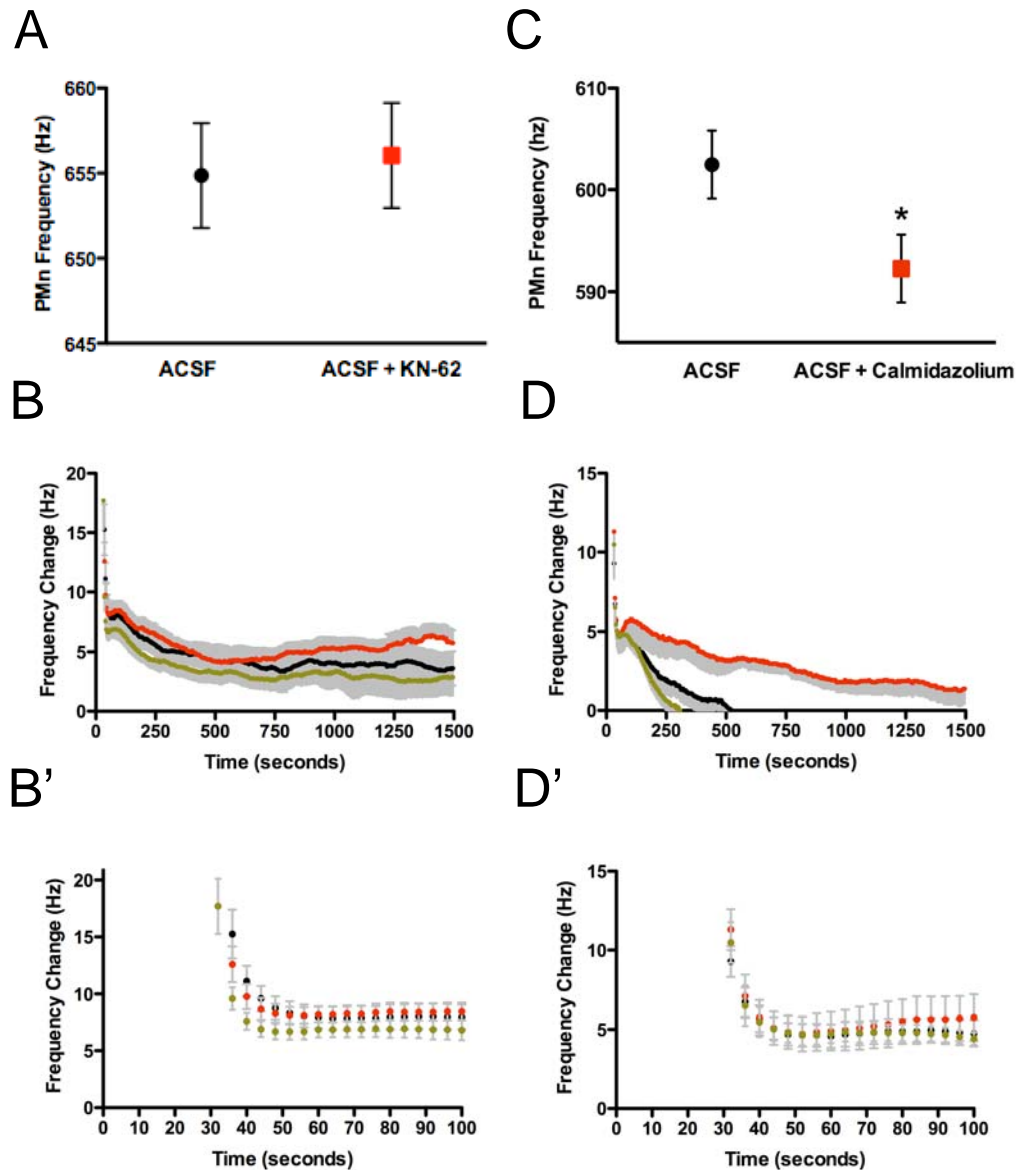 A
C
660
655
650
645
PMn Frequency (Hz)
ACSF
ACSF + KN-62
610
600
590
PMn Frequency (hz)
*
ACSF
ACSF + Calmidazolium
B
D
20
15
10
5
0
Frequency Change (Hz)
0 250 500 750 1000 1250 1500
Time (seconds)
15
10
5
0
Frequency Change (Hz)
0 250 500 750 1000 1250 1500
Time (seconds)
B’
D’
20
15
10
5
0
Frequency Change (Hz)
0 10 20 30 40 50 60 70 80 90 100
Time (seconds)
15
10
5
0
Frequency Change (Hz)
0 10 20 30 40 50 60 70 80 90 100
Time (seconds)